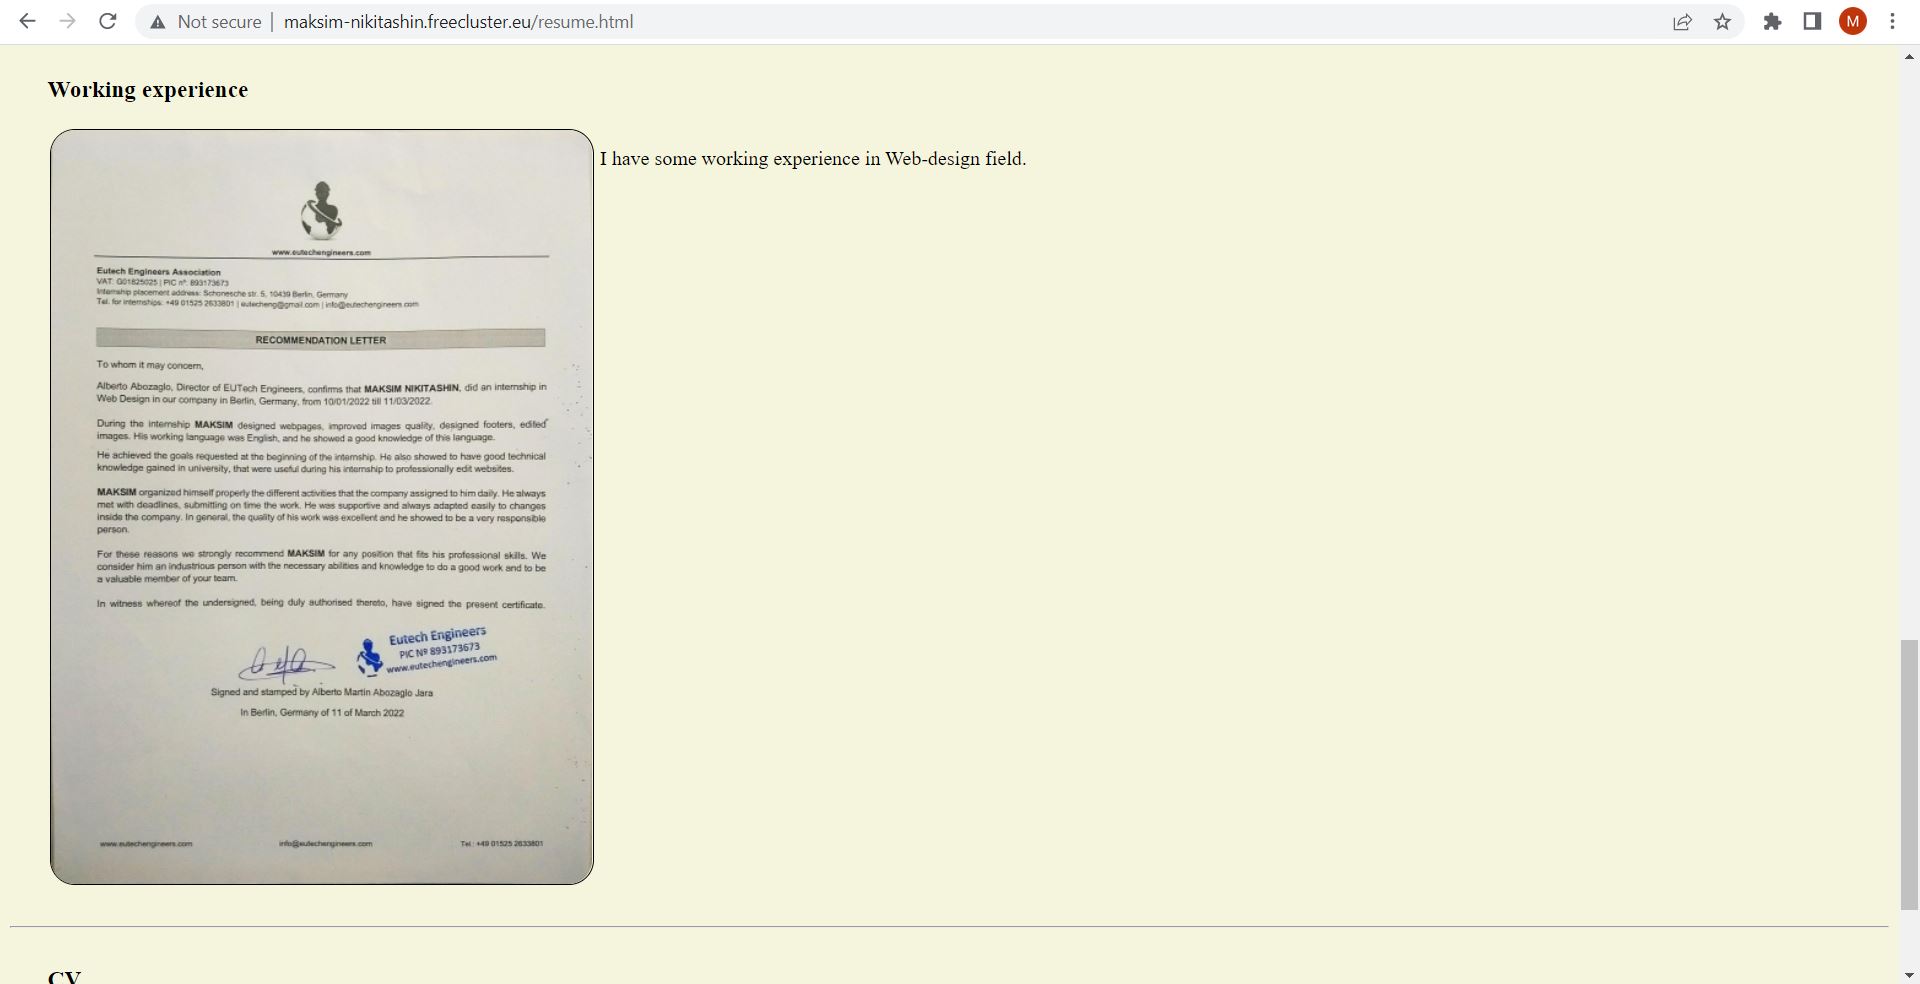 Not secure
maksim-nikitashin.freecluster.eu/resume.html
M
Working experience
I have some working experience in Web-design field.
www.eutechengineers.com
Eutech Engineers Association
VAT: G01825025 | PIC nº: 893173673
Internship placement address: Schonesche str. 5, 10439 Berlin, Germany
Tel. for internships: +49 01525 2633801 | eutecheng@gmail.com | info@eutechengineers.com
RECOMMENDATION LETTER
To whom it may concern,
Alberto Abozaglo, Director of EUTech Engineers, confirms that MAKSIM NIKITASHIN, did an internship in
Web Design in our company in Berlin, Germany, from 10/01/2022 till 11/03/2022.
During the internship MAKSIM designed webpages, improved images quality, designed footers, edited
images. His working language was English, and he showed a good knowledge of this language.
He achieved the goals requested at the beginning of the internship. He also showed to have good technical
knowledge gained in university, that were useful during his internship to professionally edit websites.
MAKSIM organized himself properly the different activities that the company assigned to him daily. He always
met with deadlines, submitting on time the work. He was supportive and always adapted easily to changes
inside the company. In general, the quality of his work was excellent and he showed to be a very responsible
person.
For these reasons we strongly recommend MAKSIM for any position that fits his professional skills. We
consider him an industrious person with the necessary abilities and knowledge to do a good work and to be
a valuable member of your team.
In witness whereof the undersigned, being duly authorised thereto, have signed the present certificate.
Eutech Engineers
PIC Nº 893173673
www.eutechengineers.com
Signed and stamped by Alberto Martin Abozaglo Jara
In Berlin, Germany of 11 of March 2022
www.eutechengineers.com
info@eutechengineers.com
Tel.: +49 01525 2633801
CV